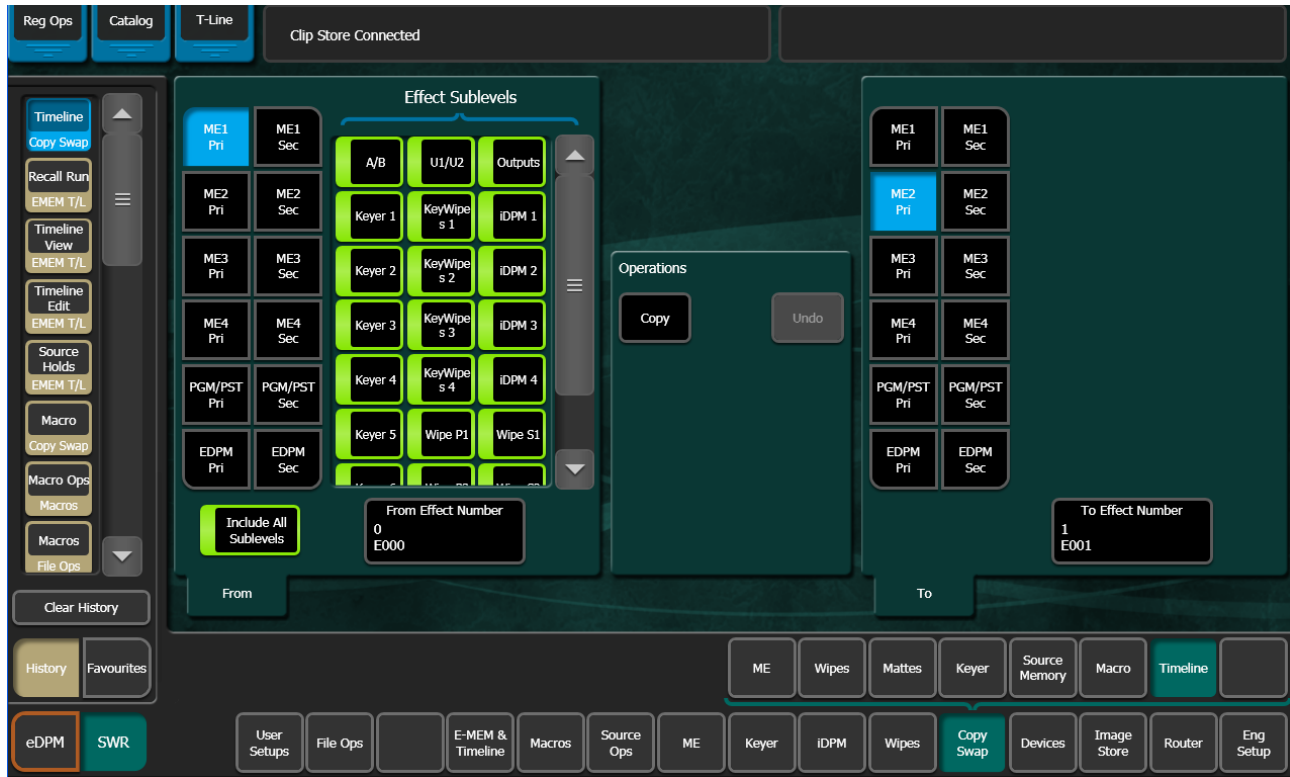 Reg Ops
Catalog
T-Line
Clip Store Connected
Timeline
Copy Swap
Recall Run
EMEM T/L
Timeline
View
EMEM T/L
Timeline
Edit
EMEM T/L
Source
Holds
EMEM T/L
Macro
Copy Swap
Macro Ops
Macros
Macros
File Ops
Clear History
History
Favourites
eDPM
SWR
ME1
Pri
ME1
Sec
ME2
Pri
ME2
Sec
ME3
Pri
ME3
Sec
ME4
Pri
ME4
Sec
PGM/PST
Pri
PGM/PST
Sec
EDPM
Pri
EDPM
Sec
Effect Sublevels
A/B
U1/U2
Outputs
Keyer 1
KeyWipe
s 1
iDPM 1
Keyer 2
KeyWipe
s 2
iDPM 2
Keyer 3
KeyWipe
s 3
iDPM 3
Keyer 4
KeyWipe
s 4
iDPM 4
Keyer 5
Wipe P1
Wipe S1
Include All
Sublevels
From Effect Number
0
E000
From
Operations
Copy
Undo
ME1
Pri
ME1
Sec
ME2
Pri
ME2
Sec
ME3
Pri
ME3
Sec
ME4
Pri
ME4
Sec
PGM/PST
Pri
PGM/PST
Sec
EDPM
Pri
EDPM
Sec
To Effect Number
1
E001
To
ME
Wipes
Mattes
Keyer
Source
Memory
Macro
Timeline
User
Setups
File Ops
E-MEM &
Timeline
Macros
Source
Ops
ME
Keyer
iDPM
Wipes
Copy
Swap
Devices
Image
Store
Router
Eng
Setup